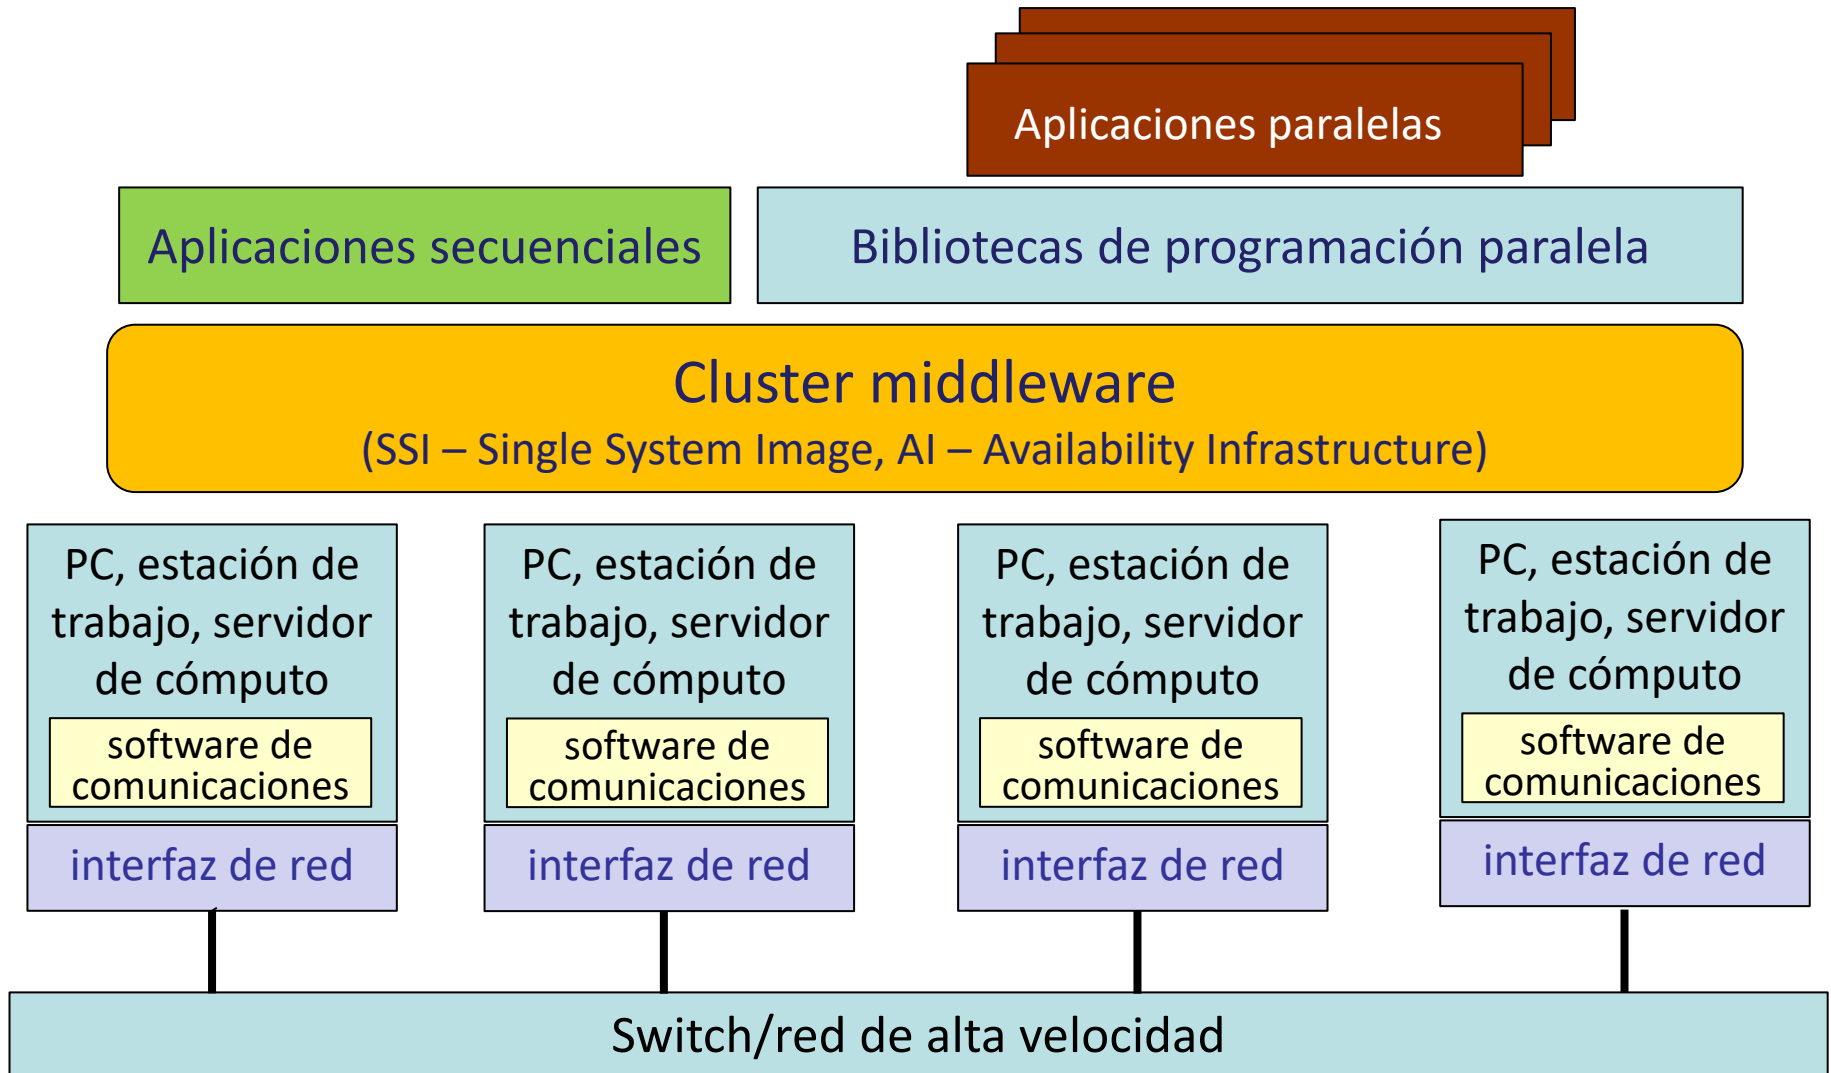 Aplicaciones paralelas
Aplicaciones secuenciales
Bibliotecas de programación paralela
Cluster middleware
(SSI – Single System Image, AI – Availability Infrastructure)
PC, estación de
trabajo, servidor
de cómputo
software de
comunicaciones
interfaz de red
PC, estación de
trabajo, servidor
de cómputo
software de
comunicaciones
interfaz de red
PC, estación de
trabajo, servidor
de cómputo
software de
comunicaciones
interfaz de red
PC, estación de
trabajo, servidor
de cómputo
software de
comunicaciones
interfaz de red
Switch/red de alta velocidad